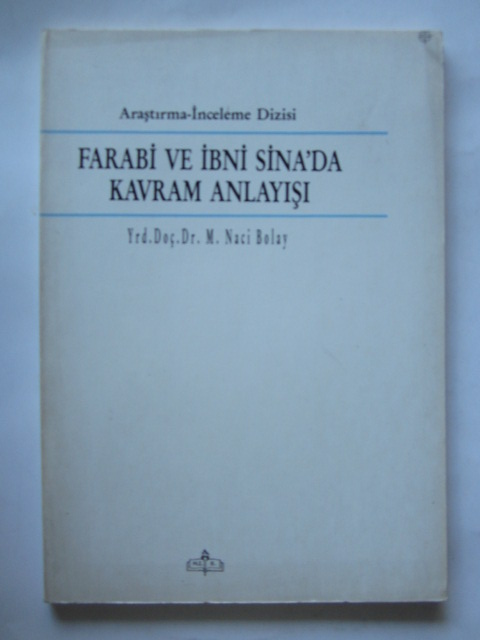 Araştırma-İnceleme Dizisi
FARABİ VE İBNİ SİNA'DA
KAVRAM ANLAYIŞI
Yrd.Doç.Dr. M. Naci Bolay